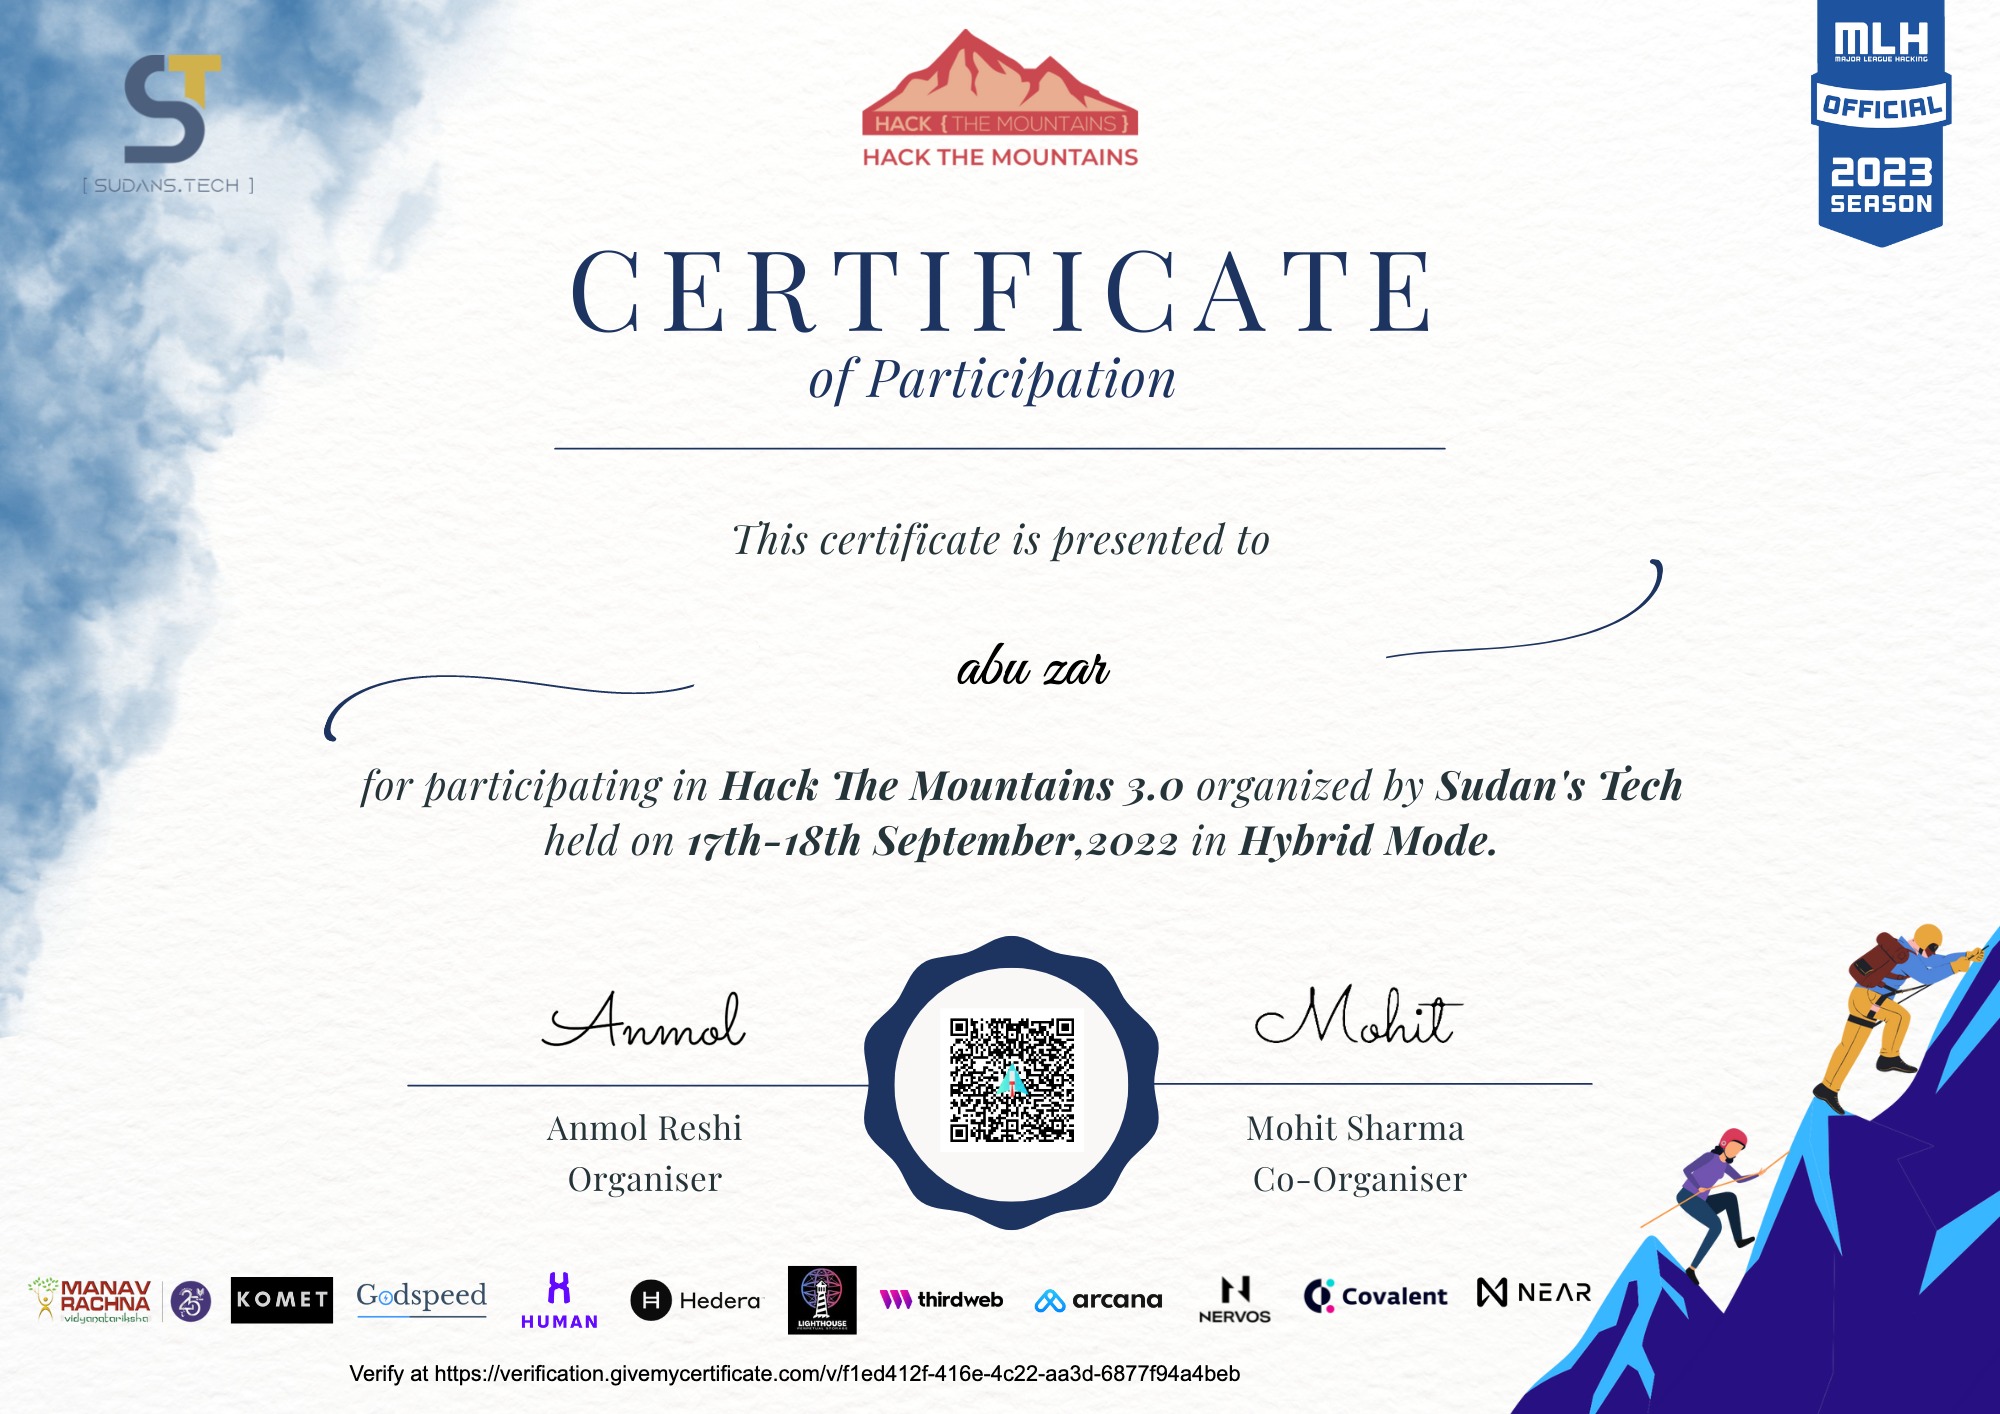 ST
[ SUDANS.TECH ]
HACK {THE MOUNTAINS}
HACK THE MOUNTAINS
MLH
MAJOR LEAGUE HACKING
OFFICIAL
2023
SEASON
CERTIFICATE
of Participation
This certificate is presented to
abu zar
for participating in Hack The Mountains 3.0 organized by Sudan's Tech
held on 17th-18th September,2022 in Hybrid Mode.
Anmol
Mohit
Anmol Reshi
Organiser
Mohit Sharma
Co-Organiser
MANAV
RACHNA
vidyanatariksha
25
KOMET
Godspeed
HUMAN
H Hedera
LIGHTHOUSE
PERPETUAL STORAGE
thirdweb
arcana
NERVOS
Covalent
NEAR
Verify at https://verification.givemycertificate.com/v/f1ed412f-416e-4c22-aa3d-6877f94a4beb